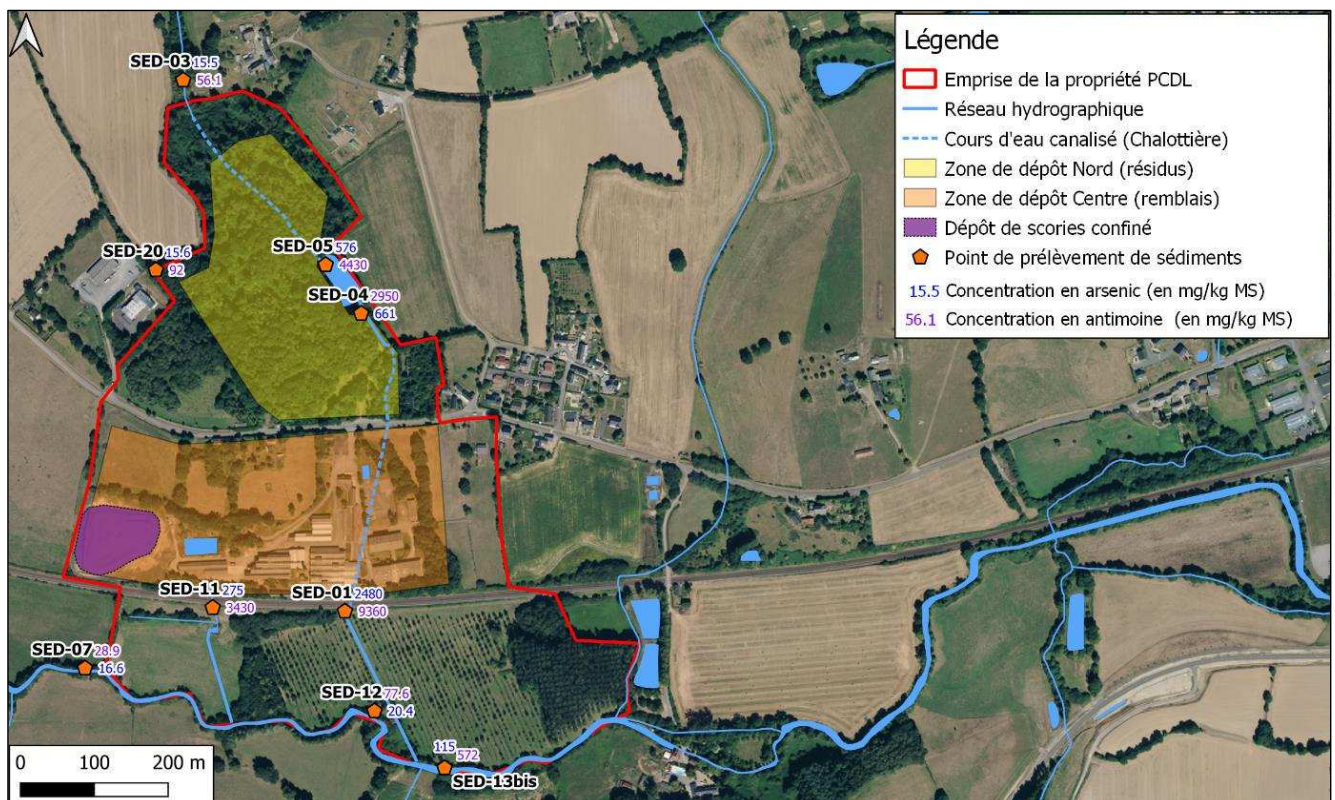 SED-03 15.5
56.1
SED-20 15.6
92
SED-05 576
4430
SED-04 2950
661
SED-11 275
3430
SED-01 2480
9360
SED-07 28.9
16.6
SED-12 77.6
20.4
115
572
SED-13bis
0 100 200 m
Légende
Emprise de la propriété PCDL
Réseau hydrographique
Cours d'eau canalisé (Chalottière)
Zone de dépôt Nord (résidus)
Zone de dépôt Centre (remblais)
Dépôt de scories confiné
Point de prélèvement de sédiments
15.5 Concentration en arsenic (en mg/kg MS)
56.1 Concentration en antimoine (en mg/kg MS)